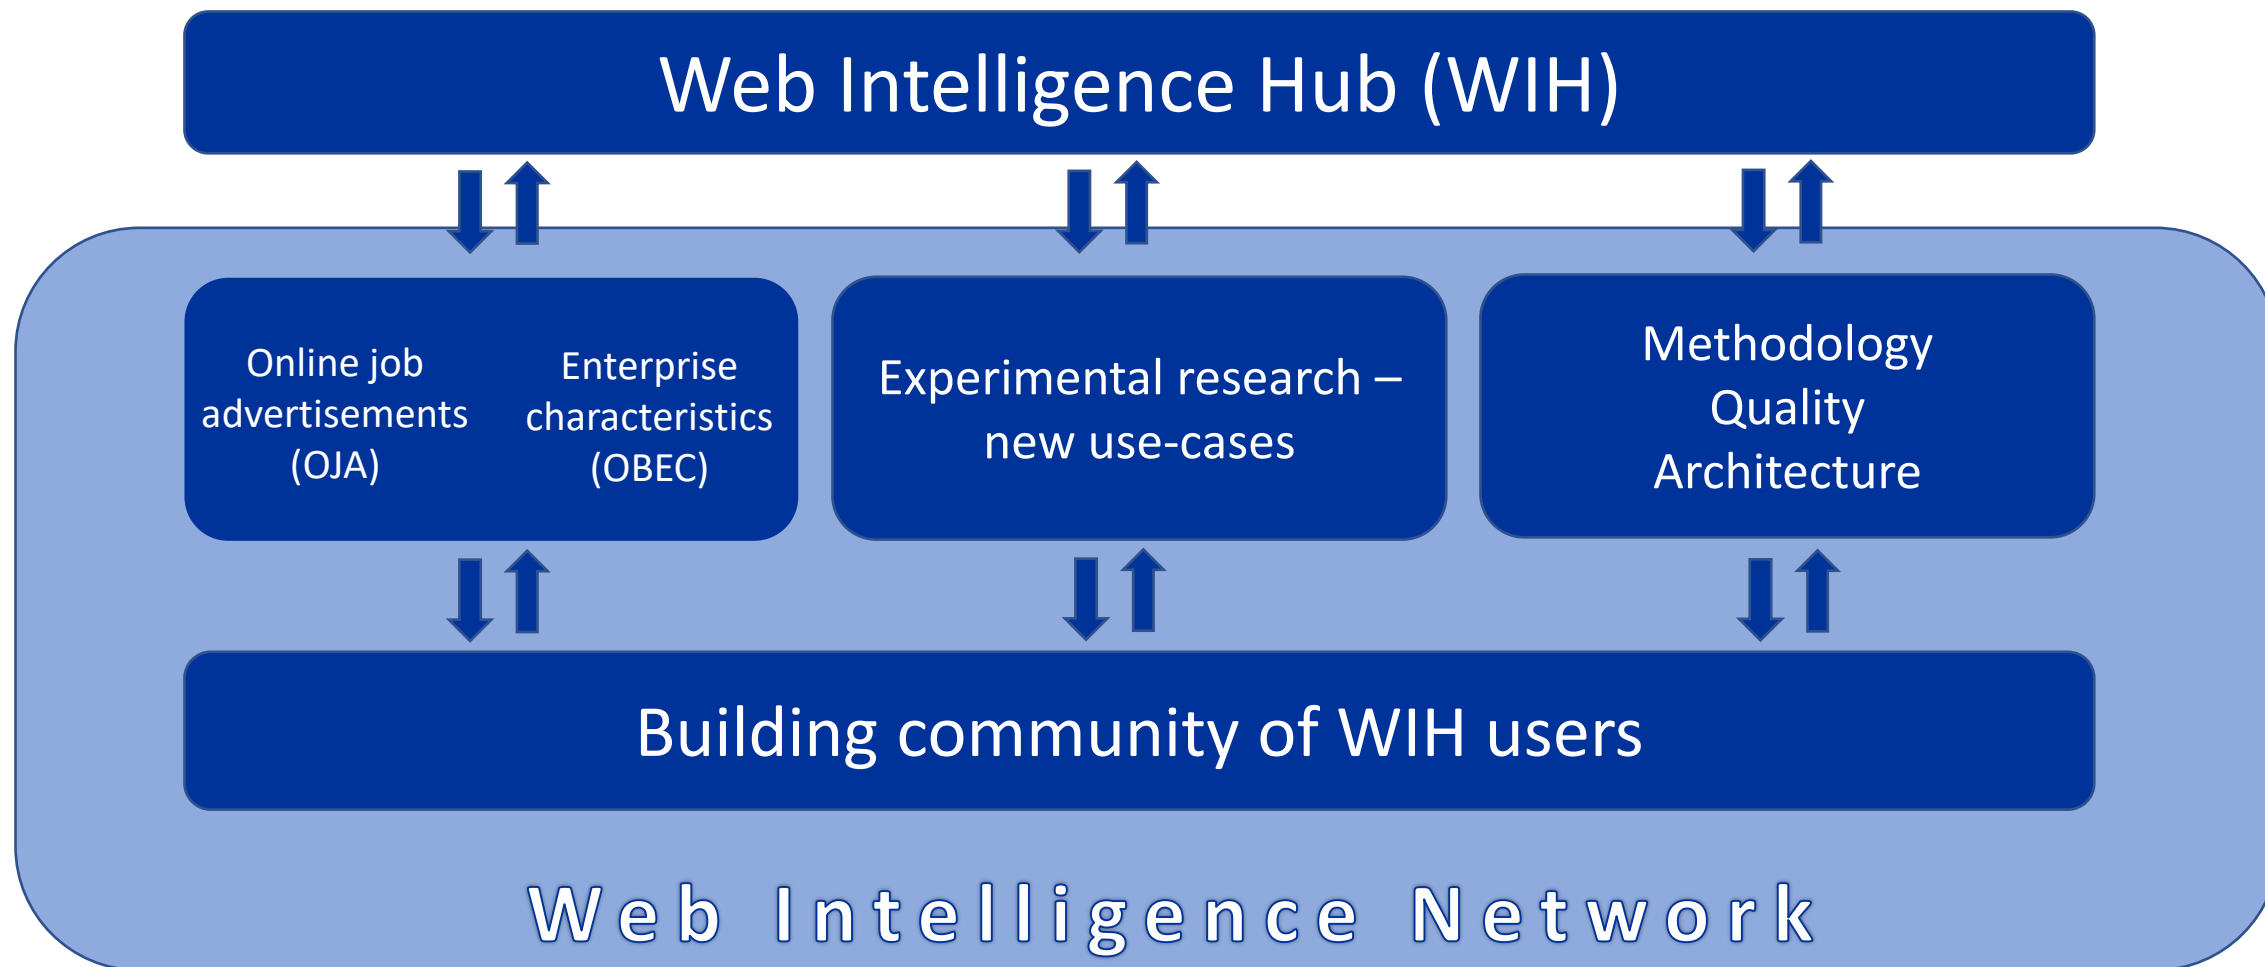 Web Intelligence Hub (WIH)
Online job
advertisements
(OJA)
Enterprise
characteristics
(OBEC)
Experimental research –
new use-cases
Methodology
Quality
Architecture
Building community of WIH users
Web Intelligence Network